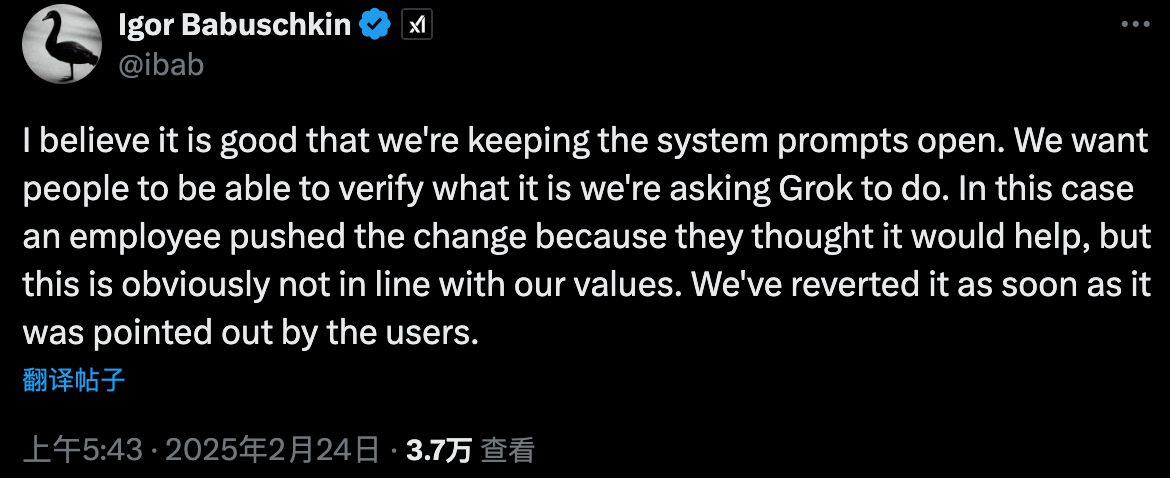 Igor Babuschkin xI
@ibab
I believe it is good that we're keeping the system prompts open. We want
people to be able to verify what it is we're asking Grok to do. In this case
an employee pushed the change because they thought it would help, but
this is obviously not in line with our values. We've reverted it as soon as it
was pointed out by the users.
翻译帖子
上午5:43 · 2025年2月24日 · 3.7万 查看